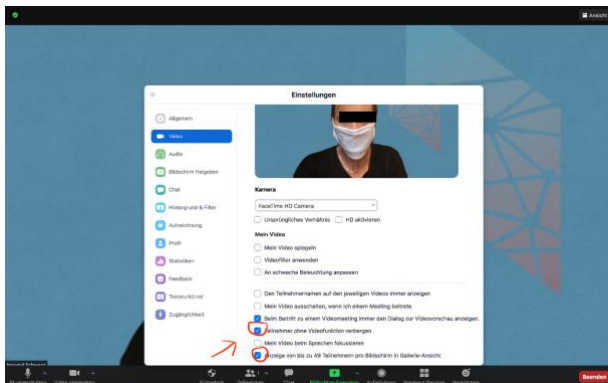 Ansicht
Einstellungen
Allgemein
Video
Audio
Bildschirm freigeben
Chat
Hintergrund & Filter
Aufzeichnung
Profil
Statistiken
Feedback
Tastaturkürzel
Zugänglichkeit
Kamera
FaceTime HD Camera
Ursprüngliches Verhältnis HD aktivieren
Mein Video
Mein Video spiegeln
Videofilter anwenden
An schwache Beleuchtung anpassen
Den Teilnehmernamen auf den jeweiligen Videos immer anzeigen
Mein Video ausschalten, wenn ich einem Meeting beitrete
Beim Beitritt zu einem Videomeeting immer den Dialog zur Videovorschau anzeigen.
Teilnehmer ohne Videofunktion verbergen
Mein Video beim Sprechen fokussieren
Anzeige von bis zu 49 Teilnehmern pro Bildschirm in Gallerie-Ansicht
Chat
Beenden